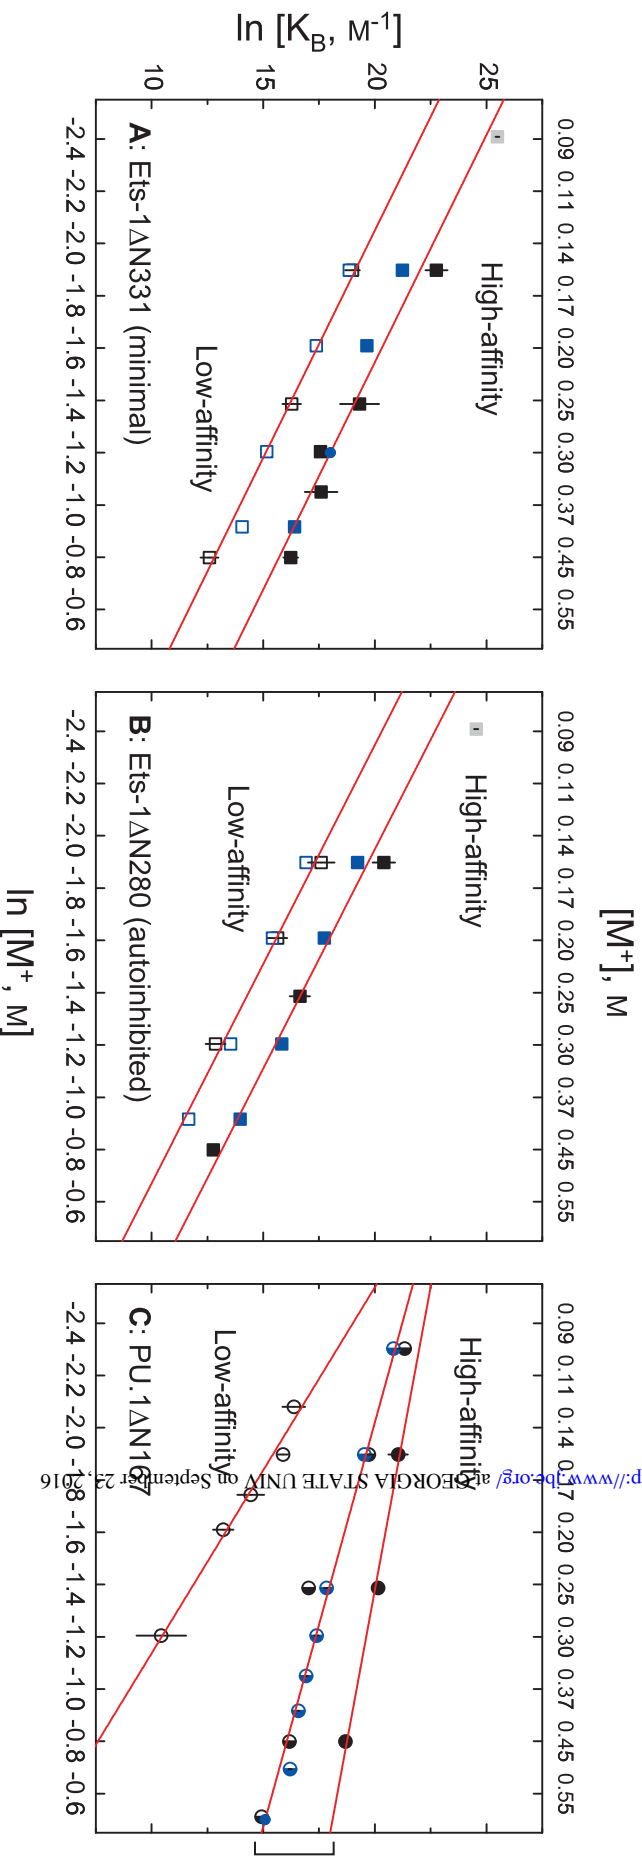 [M⁺], M
0.09 0.11 0.14 0.17 0.20 0.25 0.30 0.37 0.45 0.55
0.09 0.11 0.14 0.17 0.20 0.25 0.30 0.37 0.45 0.55
0.09 0.11 0.14 0.17 0.20 0.25 0.30 0.37 0.45 0.55
ln [K_B, M⁻¹]
25
20
15
10
High-affinity
Low-affinity
A: Ets-1ΔN331 (minimal)
-2.4 -2.2 -2.0 -1.8 -1.6 -1.4 -1.2 -1.0 -0.8 -0.6
High-affinity
Low-affinity
B: Ets-1ΔN280 (autoinhibited)
-2.4 -2.2 -2.0 -1.8 -1.6 -1.4 -1.2 -1.0 -0.8 -0.6
High-affinity
Low-affinity
C: PU.1ΔN167
-2.4 -2.2 -2.0 -1.8 -1.6 -1.4 -1.2 -1.0 -0.8 -0.6
ln [M⁺, M]
p://www.jbc.org/ at GEORGIA STATE UNIV on September 23, 2016